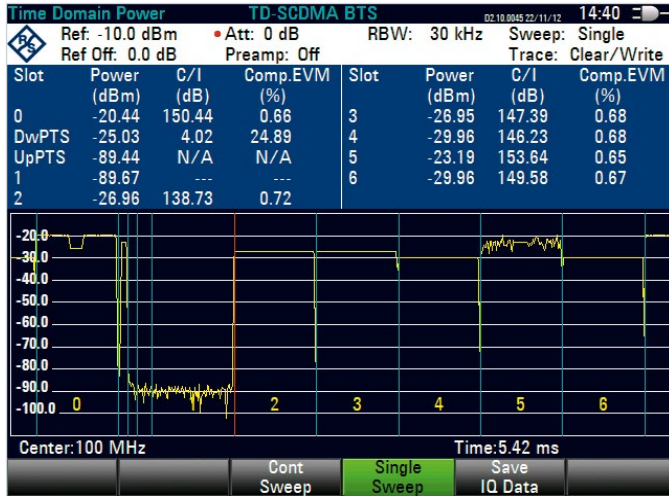 Time Domain Power TD-SCDMA BTS D2.10.0045 22/11/12 14:40
Ref: -10.0 dBm Att: 0 dB RBW: 30 kHz Sweep: Single
Ref Off: 0.0 dB Preamp: Off Trace: Clear/Write
Slot Power C/I Comp.EVM Slot Power C/I Comp.EVM
(dBm) (dB) (%) (dBm) (dB) (%)
0 -20.44 150.44 0.66 3 -26.95 147.39 0.68
DwPTS -25.03 4.02 24.89 4 -29.96 146.23 0.68
UpPTS -89.44 N/A N/A 5 -23.19 153.64 0.65
1 -89.67 --- --- 6 -29.96 149.58 0.67
2 -26.96 138.73 0.72
-20.0
-30.0
-40.0
-50.0
-60.0
-70.0
-80.0
-90.0
-100.0 0 2 3 4 5 6
Center:100 MHz Time:5.42 ms
Cont Sweep
Single Sweep
Save IQ Data